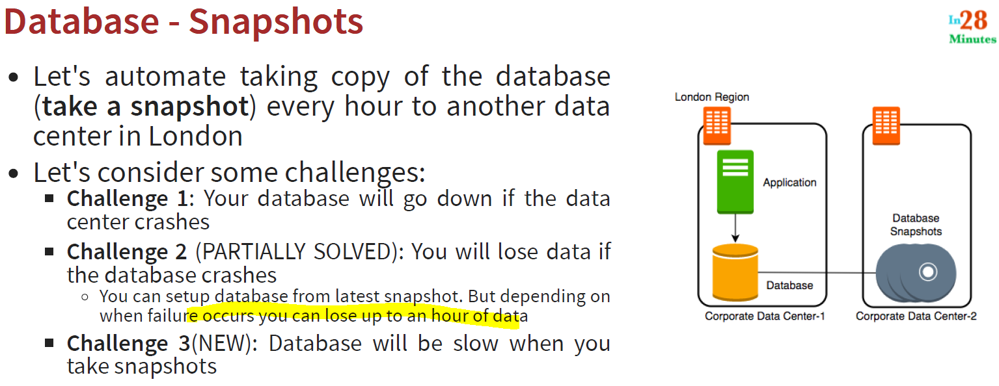 Database - Snapshots
In28
Minutes
• Let's automate taking copy of the database
(take a snapshot) every hour to another data
center in London
• Let's consider some challenges:
▪ Challenge 1: Your database will go down if the data
center crashes
▪ Challenge 2 (PARTIALLY SOLVED): You will lose data if
the database crashes
○ You can setup database from latest snapshot. But depending on
when failure occurs you can lose up to an hour of data
▪ Challenge 3(NEW): Database will be slow when you
take snapshots
London Region
Application
Database
Corporate Data Center-1
Database
Snapshots
Corporate Data Center-2